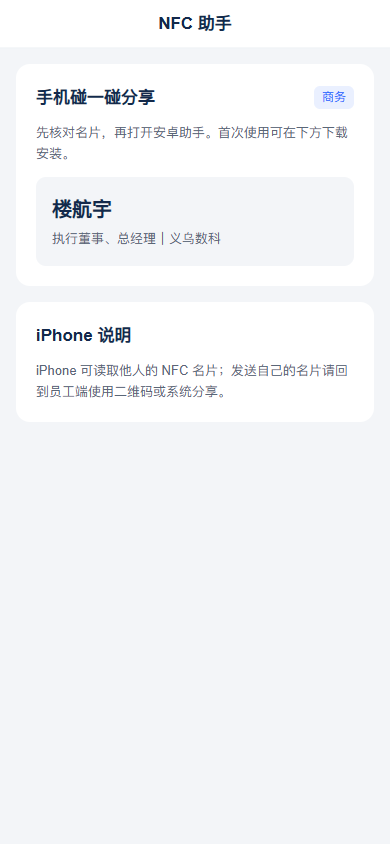 NFC 助手
手机碰一碰分享
商务
先核对名片，再打开安卓助手。首次使用可在下方下载
安装。
楼航宇
执行董事、总经理｜义乌数科
iPhone 说明
iPhone 可读取他人的 NFC 名片；发送自己的名片请回
到员工端使用二维码或系统分享。